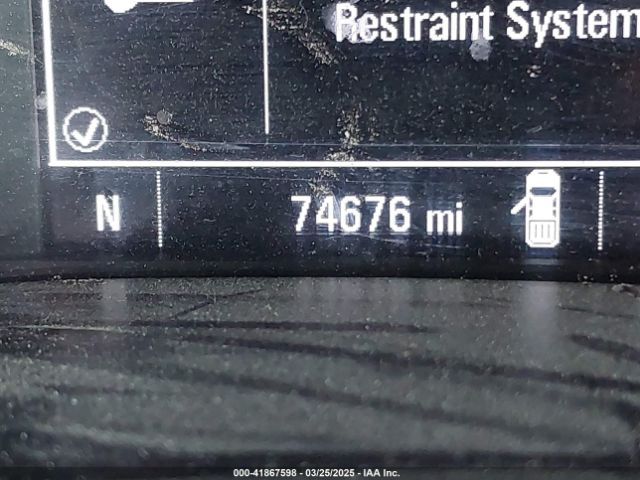 Restraint System
N 74676 mi
000-41867598 - 03/25/2025 - IAA Inc.